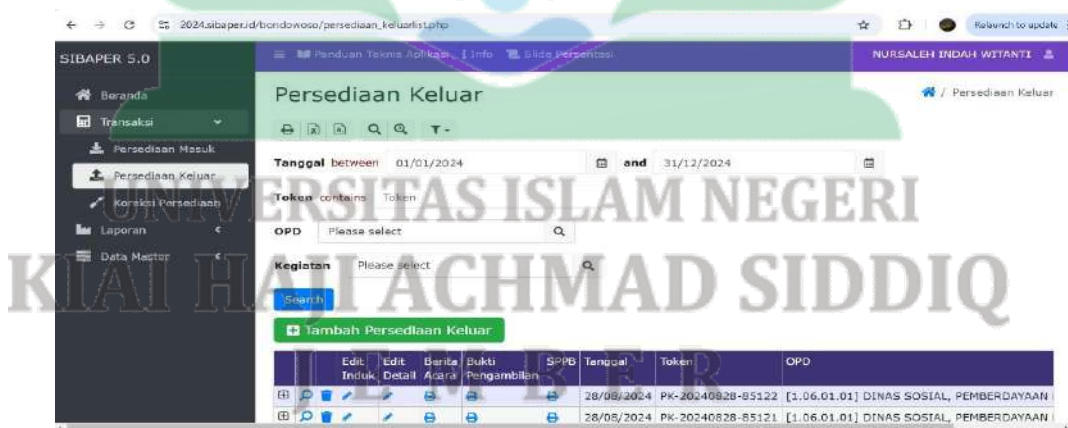 2024.sibaper.id/bondowoso/persediaan_keluarlist.php
Relaunch to update
SIBAPER 5.0
Panduan Teknis Aplikasi
Info
Slide Persentasi
NURSALEH INDAH WITANTI
Beranda
Transaksi
Persediaan Masuk
Persediaan Keluar
Koreksi Persediaan
Laporan
Data Master
Persediaan Keluar
/ Persediaan Keluar
Tanggal between 01/01/2024 and 31/12/2024
Token contains Token
OPD Please select
Kegiatan Please select
Search
Tambah Persediaan Keluar
Edit Induk Edit Detail Berita Acara Bukti Pengambilan SPPB Tanggal Token OPD
28/08/2024 PK-20240828-85122 [1.06.01.01] DINAS SOSIAL, PEMBERDAYAAN
28/08/2024 PK-20240828-85121 [1.06.01.01] DINAS SOSIAL, PEMBERDAYAAN
UNIVERSITAS ISLAM NEGERI
KIAI HAJI ACHMAD SIDDIQ
JEMBER